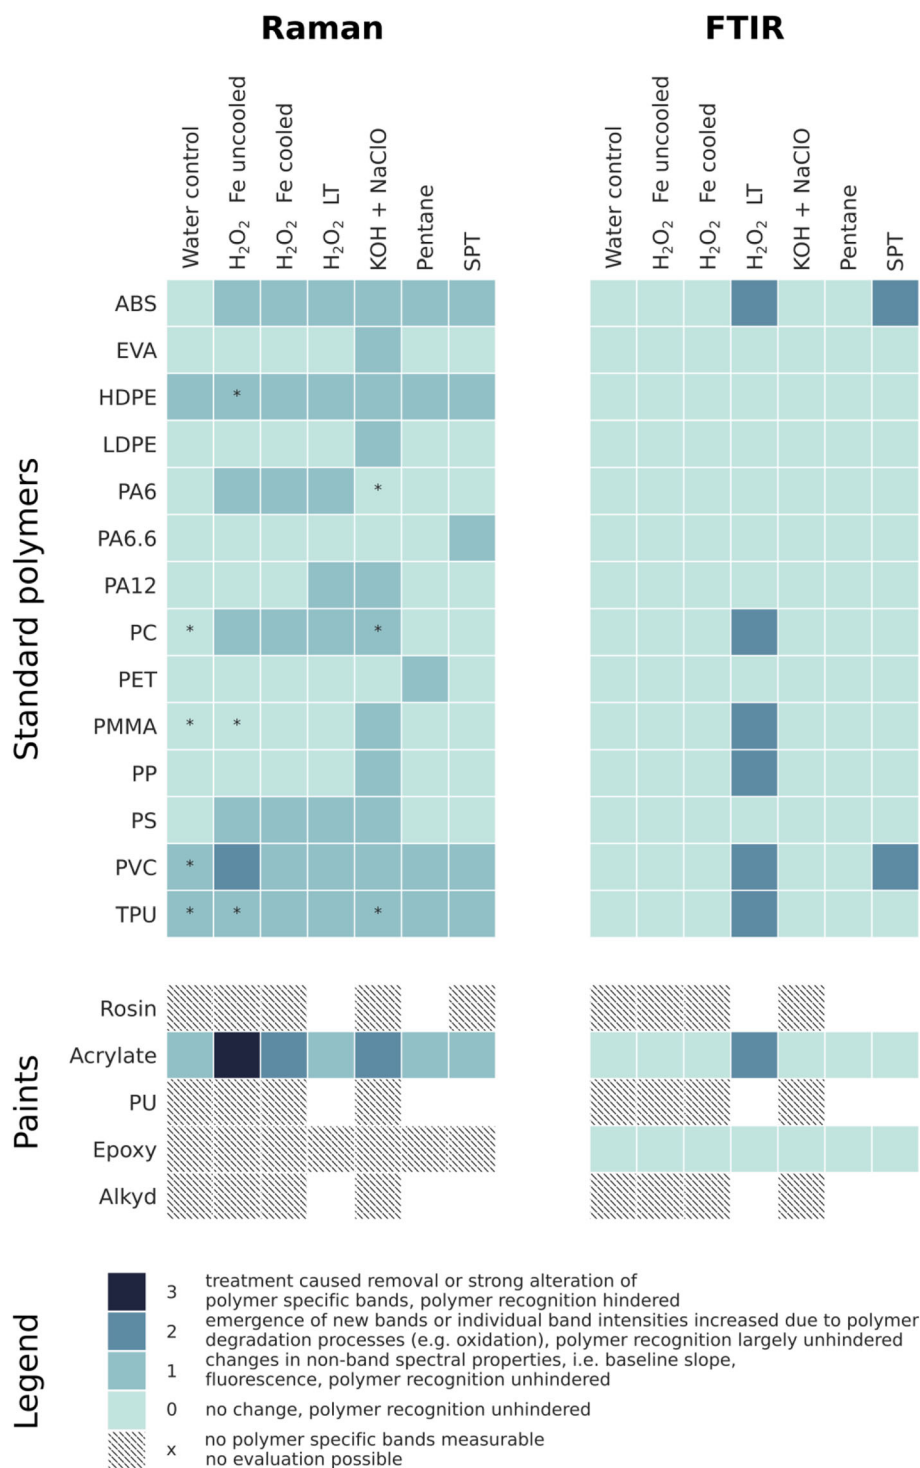 Raman FTIR
Water control
H₂O₂ Fe uncooled
H₂O₂ Fe cooled
H₂O₂ LT
KOH + NaClO
Pentane
SPT
Water control
H₂O₂ Fe uncooled
H₂O₂ Fe cooled
H₂O₂ LT
KOH + NaClO
Pentane
SPT
Standard polymers
ABS
EVA
HDPE *
LDPE
PA6 *
PA6.6
PA12
PC * *
PET
PMMA * *
PP
PS
PVC *
TPU * * *
Paints
Rosin
Acrylate
PU
Epoxy
Alkyd
Legend
3 treatment caused removal or strong alteration of
polymer specific bands, polymer recognition hindered
2 emergence of new bands or individual band intensities increased due to polymer
degradation processes (e.g. oxidation), polymer recognition largely unhindered
1 changes in non-band spectral properties, i.e. baseline slope,
fluorescence, polymer recognition unhindered
0 no change, polymer recognition unhindered
x no polymer specific bands measurable
no evaluation possible